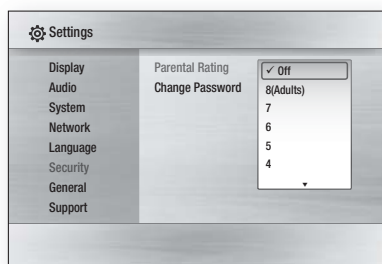 Settings
Display
Audio
System
Network
Language
Security
General
Support
Parental Rating
Change Password
✓ Off
8(Adults)
7
6
5
4